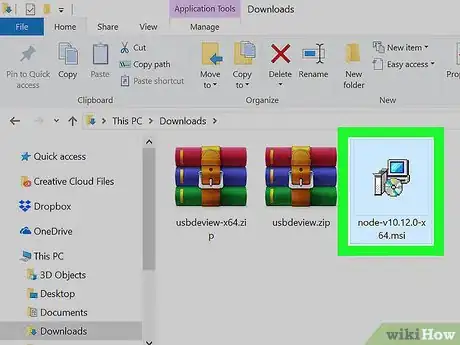 Application Tools
Downloads
File
Home
Share
View
Manage
Pin to Quick
access
Copy
Paste
Cut
Copy path
Paste shortcut
Move
to
Copy
to
Delete
Rename
New
folder
New item
Easy access
Properties
Clipboard
Organize
New
This PC
Downloads
Quick access
Creative Cloud Files
Dropbox
OneDrive
This PC
3D Objects
Desktop
Documents
Downloads
usbdeview-x64.zi
p
usbdeview.zip
node-v10.12.0-x
64.msi
wikiHow